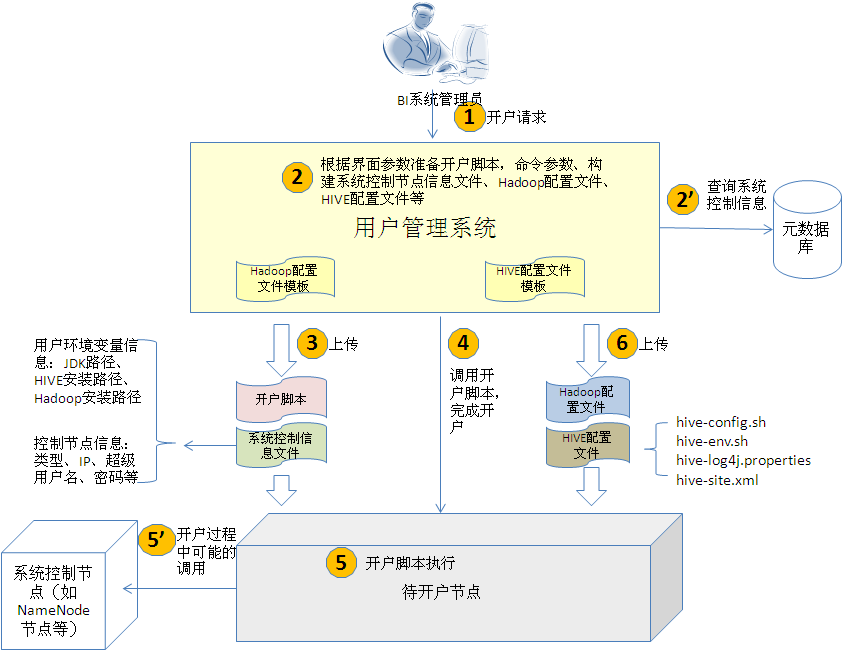 BI系统管理员
1
开户请求
2
根据界面参数准备开户脚本，命令参数、构
建系统控制节点信息文件、Hadoop配置文件、
HIVE配置文件等
用户管理系统
2’
查询系统
控制信息
元数据
库
Hadoop配置
文件模板
HIVE配置文件
模板
3
上传
4
调用开
户脚本，
完成开
户
6
上传
用户环境变量信
息：JDK路径、
HIVE安装路径、
Hadoop安装路径
控制节点信息：
类型、IP、超级
用户名、密码等
开户脚本
系统控制信
息文件
Hadoop配
置文件
HIVE配置
文件
hive-config.sh
hive-env.sh
hive-log4j.properties
hive-site.xml
5’
开户过程
中可能的
调用
5
开户脚本执行
待开户节点
系统控制节
点（如
NameNode
节点等）